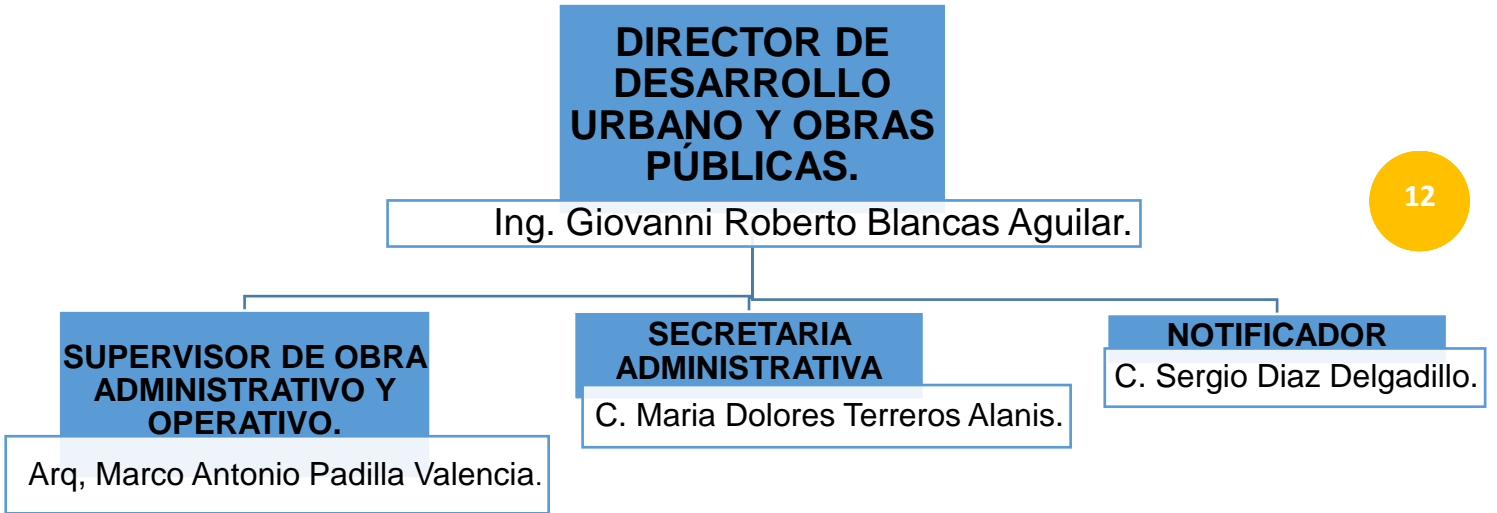 DIRECTOR DE
DESARROLLO
URBANO Y OBRAS
PÚBLICAS.
Ing. Giovanni Roberto Blancas Aguilar.
12
SUPERVISOR DE OBRA
ADMINISTRATIVO Y
OPERATIVO.
Arq, Marco Antonio Padilla Valencia.
SECRETARIA
ADMINISTRATIVA
C. Maria Dolores Terreros Alanis.
NOTIFICADOR
C. Sergio Diaz Delgadillo.